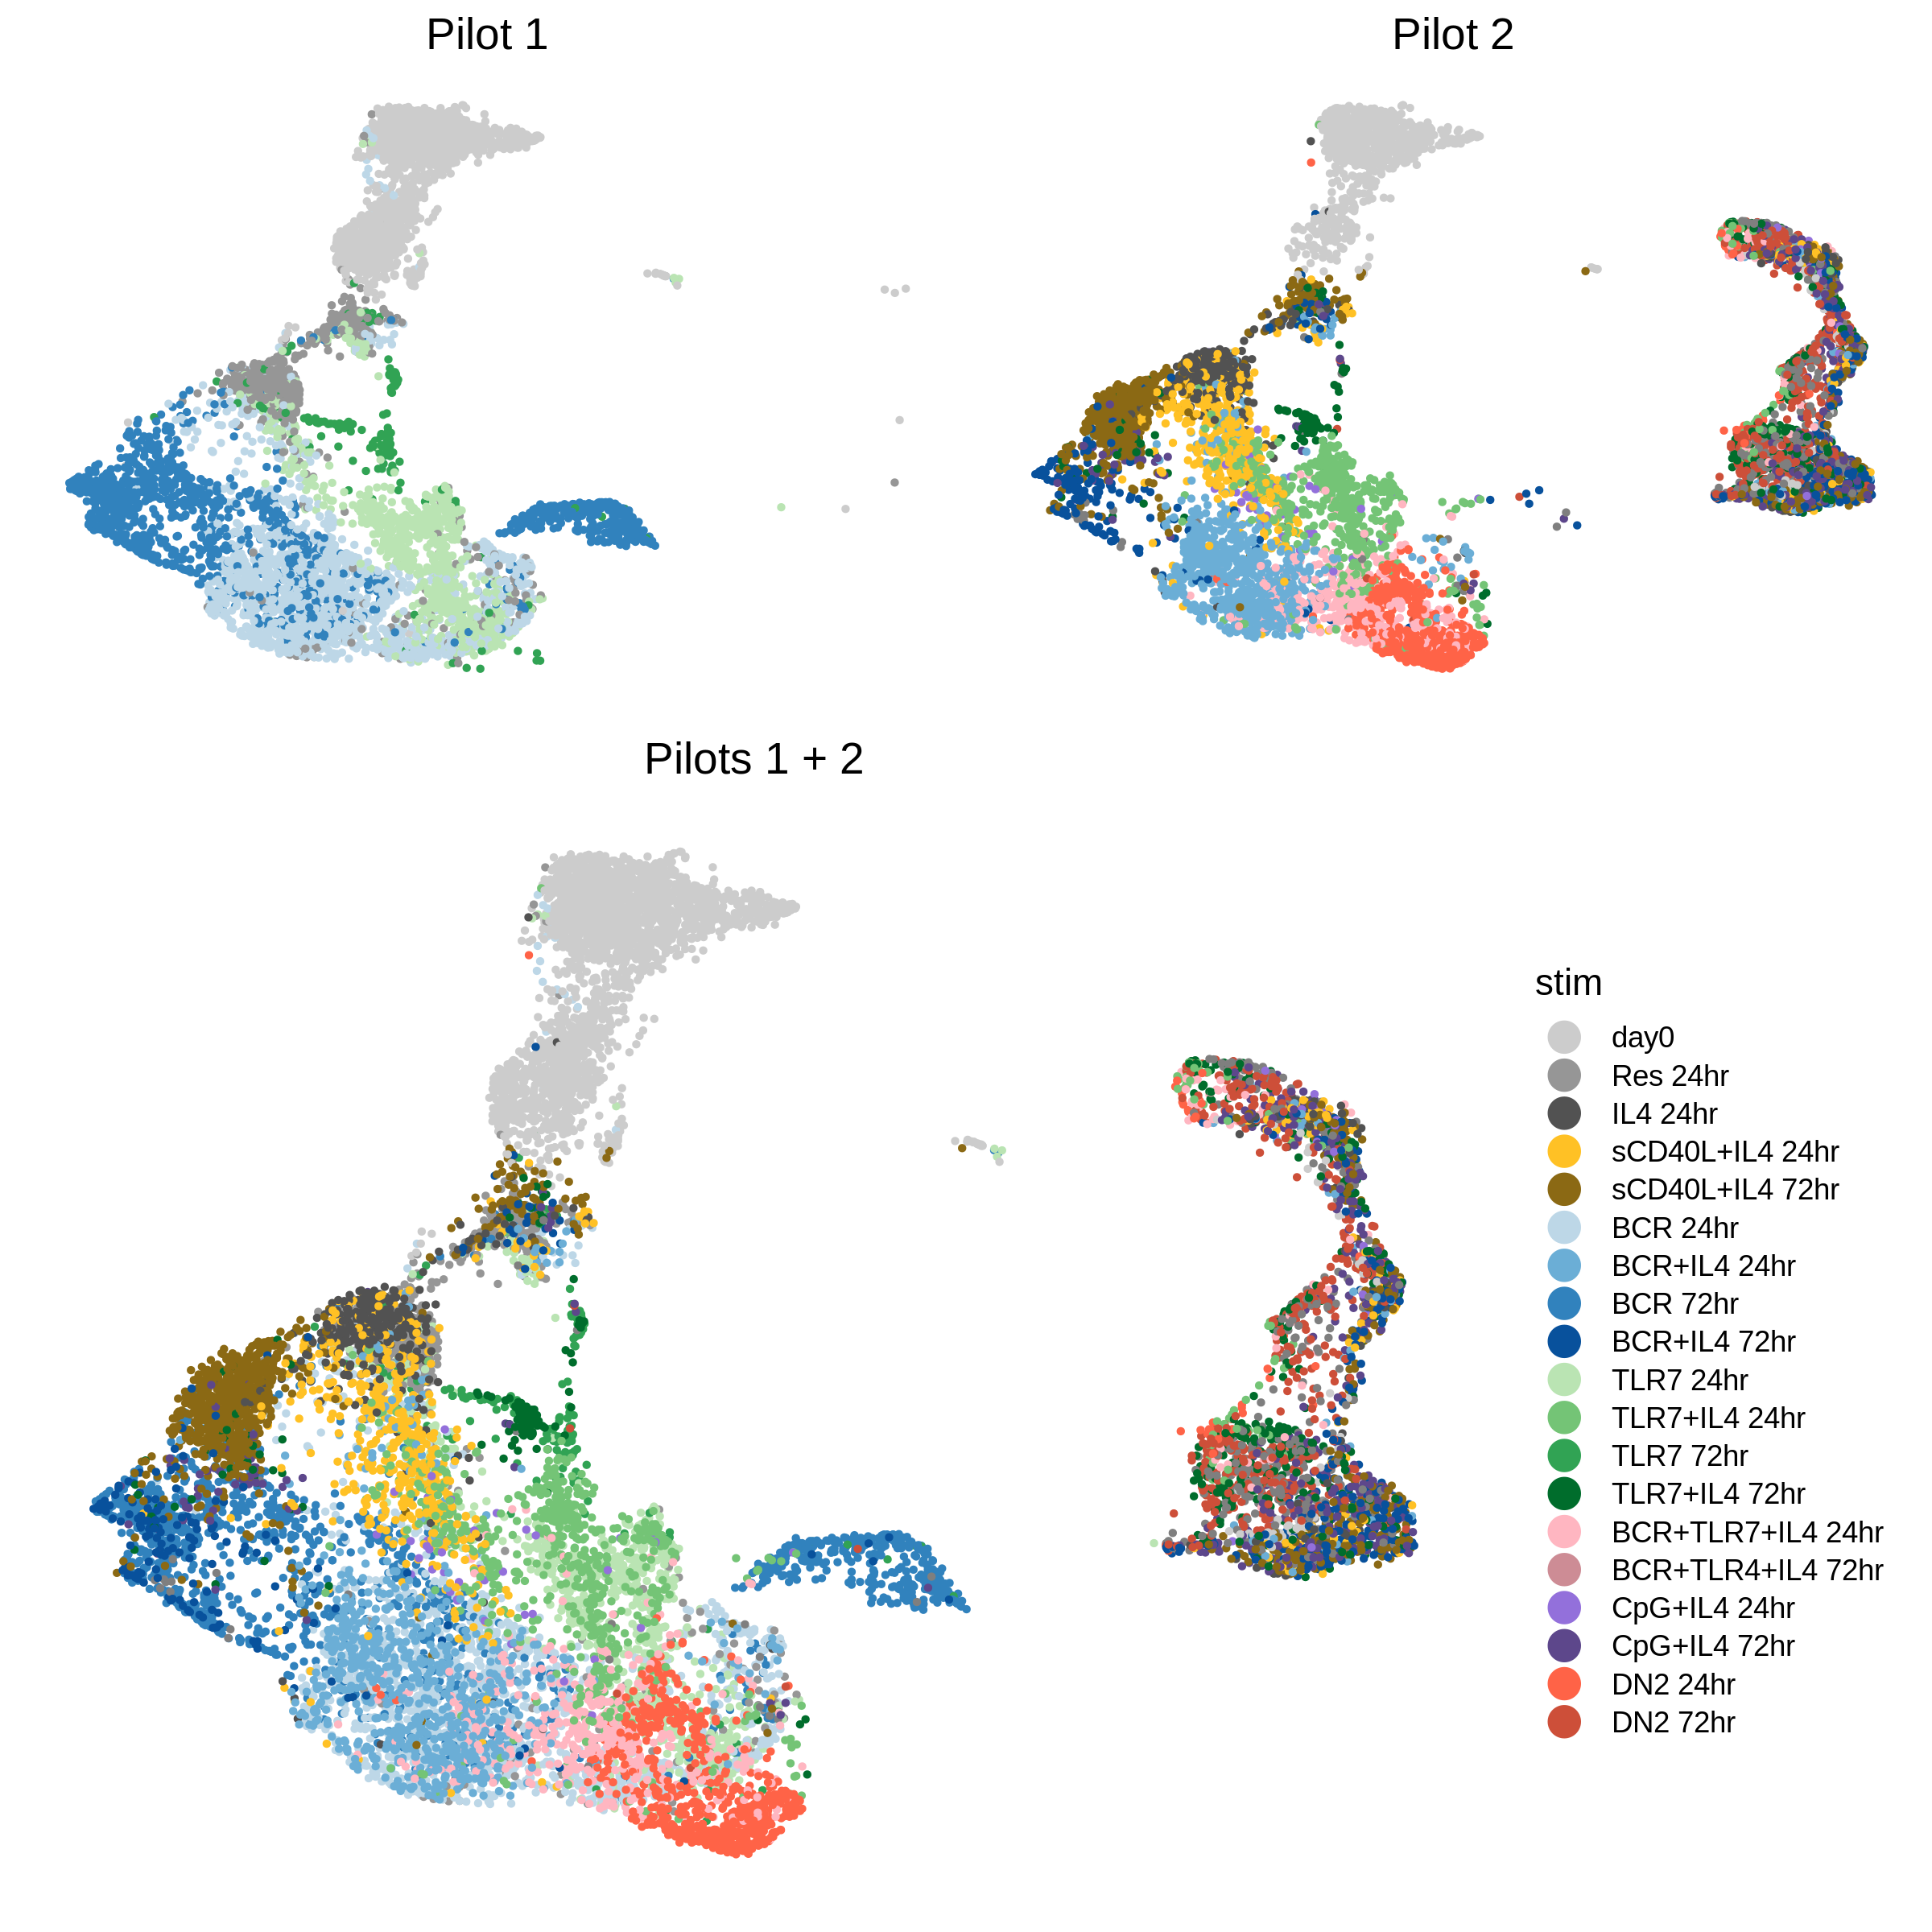 Pilot 1
Pilot 2
Pilots 1 + 2
stim
day0
Res 24hr
IL4 24hr
sCD40L+IL4 24hr
sCD40L+IL4 72hr
BCR 24hr
BCR+IL4 24hr
BCR 72hr
BCR+IL4 72hr
TLR7 24hr
TLR7+IL4 24hr
TLR7 72hr
TLR7+IL4 72hr
BCR+TLR7+IL4 24hr
BCR+TLR4+IL4 72hr
CpG+IL4 24hr
CpG+IL4 72hr
DN2 24hr
DN2 72hr